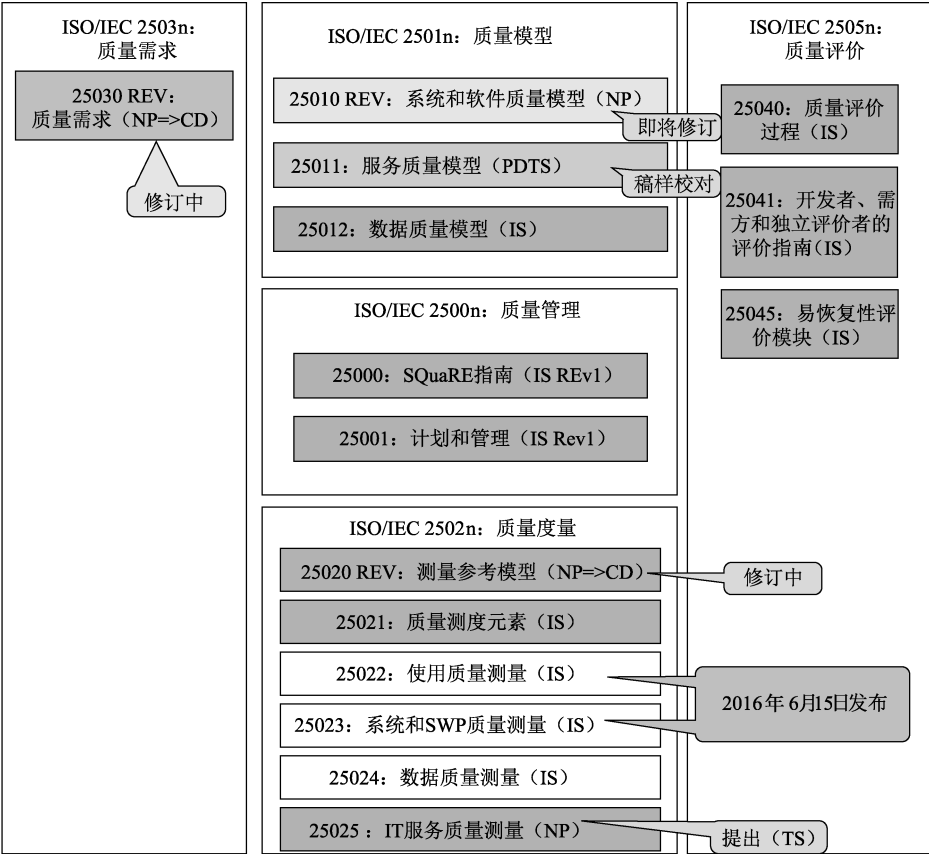 ISO/IEC 2503n：
质量需求
25030 REV：
质量需求（NP=>CD）
修订中
ISO/IEC 2501n：质量模型
25010 REV：系统和软件质量模型（NP）
即将修订
25011：服务质量模型（PDTS）
稿样校对
25012：数据质量模型（IS）
ISO/IEC 2500n：质量管理
25000：SQuaRE指南（IS REv1）
25001：计划和管理（IS Rev1）
ISO/IEC 2502n：质量度量
25020 REV：测量参考模型（NP=>CD）
修订中
25021：质量测度元素（IS）
25022：使用质量测量（IS）
25023：系统和SWP质量测量（IS）
2016年 6月15日发布
25024：数据质量测量（IS）
25025 ：IT服务质量测量（NP）
提出（TS）
ISO/IEC 2505n：
质量评价
25040：质量评价
过程（IS）
25041：开发者、需
方和独立评价者的
评价指南（IS）
25045：易恢复性评
价模块（IS）